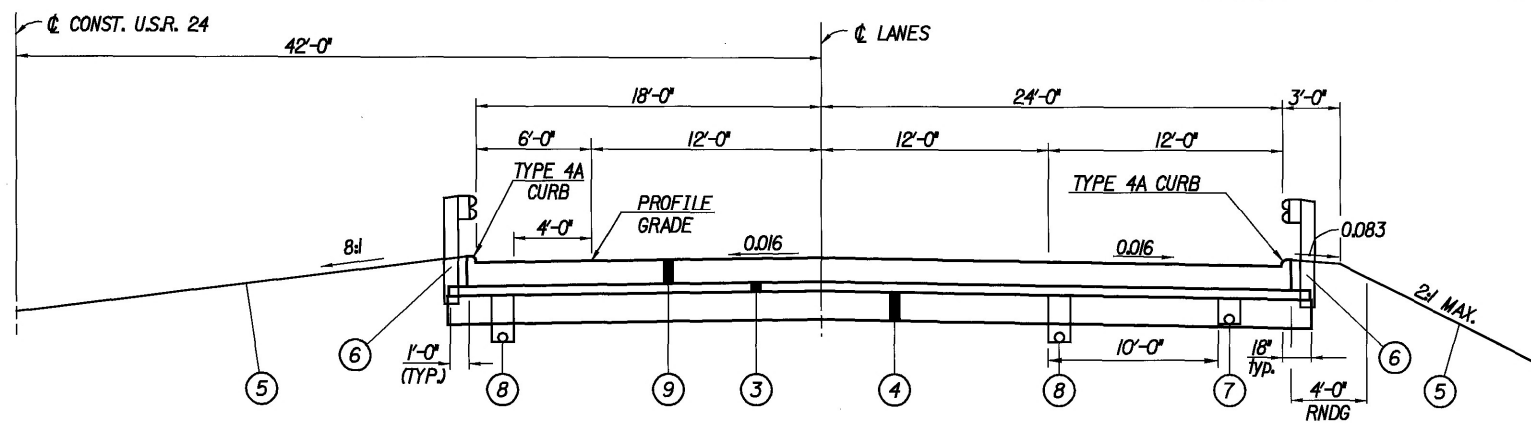 ℄ CONST. U.S.R. 24
℄ LANES
42'-0"
18'-0"
24'-0"
3'-0"
6'-0"
12'-0"
12'-0"
12'-0"
TYPE 4A
CURB
TYPE 4A CURB
PROFILE
GRADE
4'-0"
0.083
8:1
0.016
0.016
2:1 MAX.
6
1'-0"
(TYP.)
10'-0"
18"
typ.
6
5
8
9
3
4
8
7
4'-0"
RNDG
5